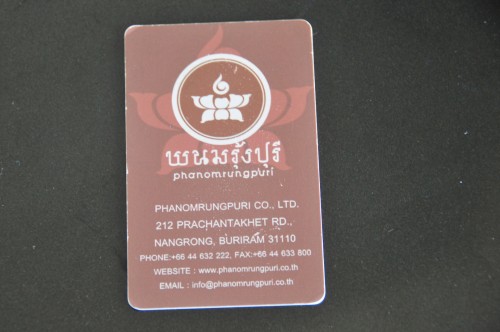 พนมรุ้งปุรี
phanomrungpuri
PHANOMRUNGPURI CO., LTD.
212 PRACHANTAKHET RD.,
NANGRONG, BURIRAM 31110
PHONE:+66 44 632 222, FAX:+66 44 633 800
WEBSITE : www.phanomrungpuri.co.th
EMAIL : info@phanomrungpuri.co.th